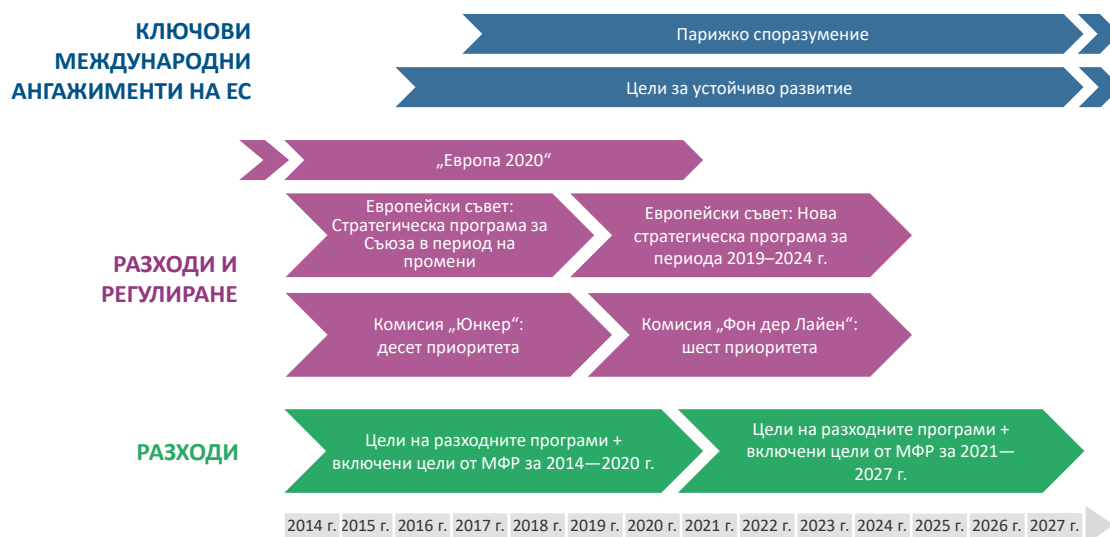 КЛЮЧОВИ
МЕЖДУНАРОДНИ
АНГАЖИМЕНТИ НА ЕС
Парижко споразумение
Цели за устойчиво развитие
„Европа 2020“
РАЗХОДИ И
РЕГУЛИРАНЕ
Европейски съвет:
Стратегическа програма за
Съюза в период на
промени
Европейски съвет: Нова
стратегическа програма за
периода 2019–2024 г.
Комисия „Юнкер“:
десет приоритета
Комисия „Фон дер Лайен“:
шест приоритета
РАЗХОДИ
Цели на разходните програми +
включени цели от МФР за 2014—2020 г.
Цели на разходните програми +
включени цели от МФР за 2021—
2027 г.
2014 г. 2015 г. 2016 г. 2017 г. 2018 г. 2019 г. 2020 г. 2021 г. 2022 г. 2023 г. 2024 г. 2025 г. 2026 г. 2027 г.